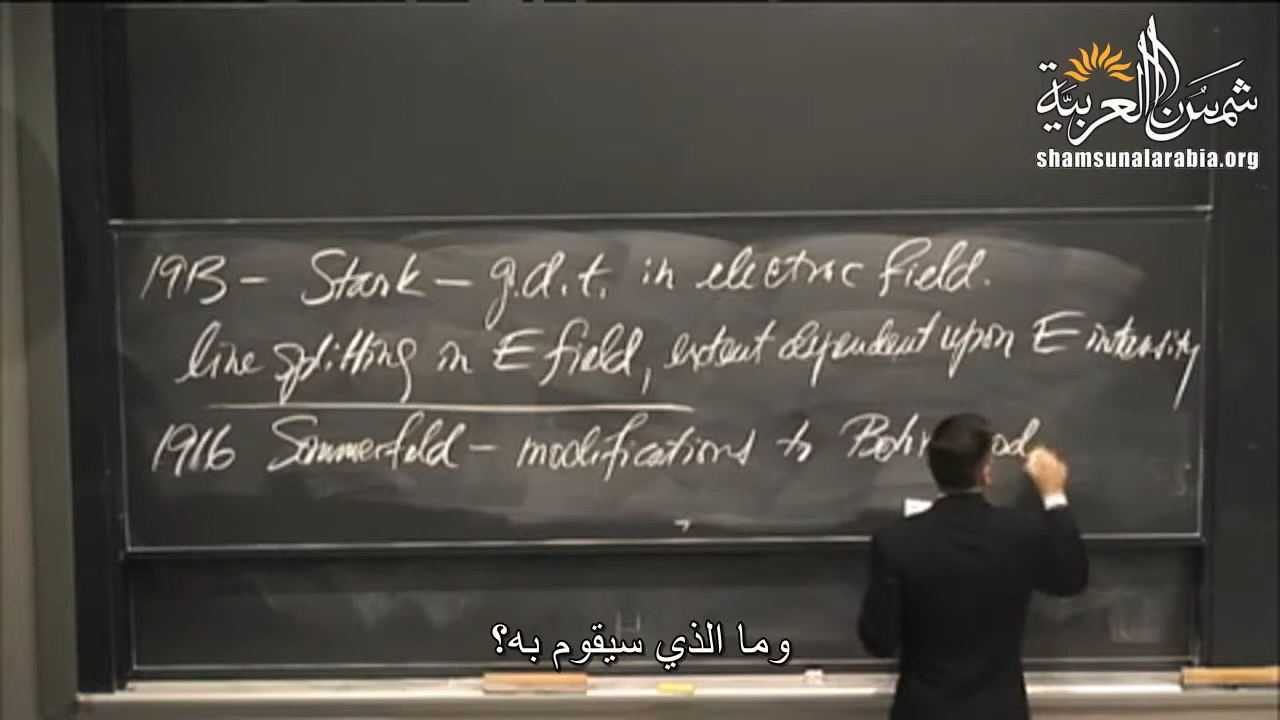 شمس العربية
shamsunalarabia.org
1913 - Stark - g.d.t. in electric field.
line splitting in E field, extent dependent upon E intensity
1916 Sommerfeld - modifications to Bohr
وما الذي سيقوم به؟